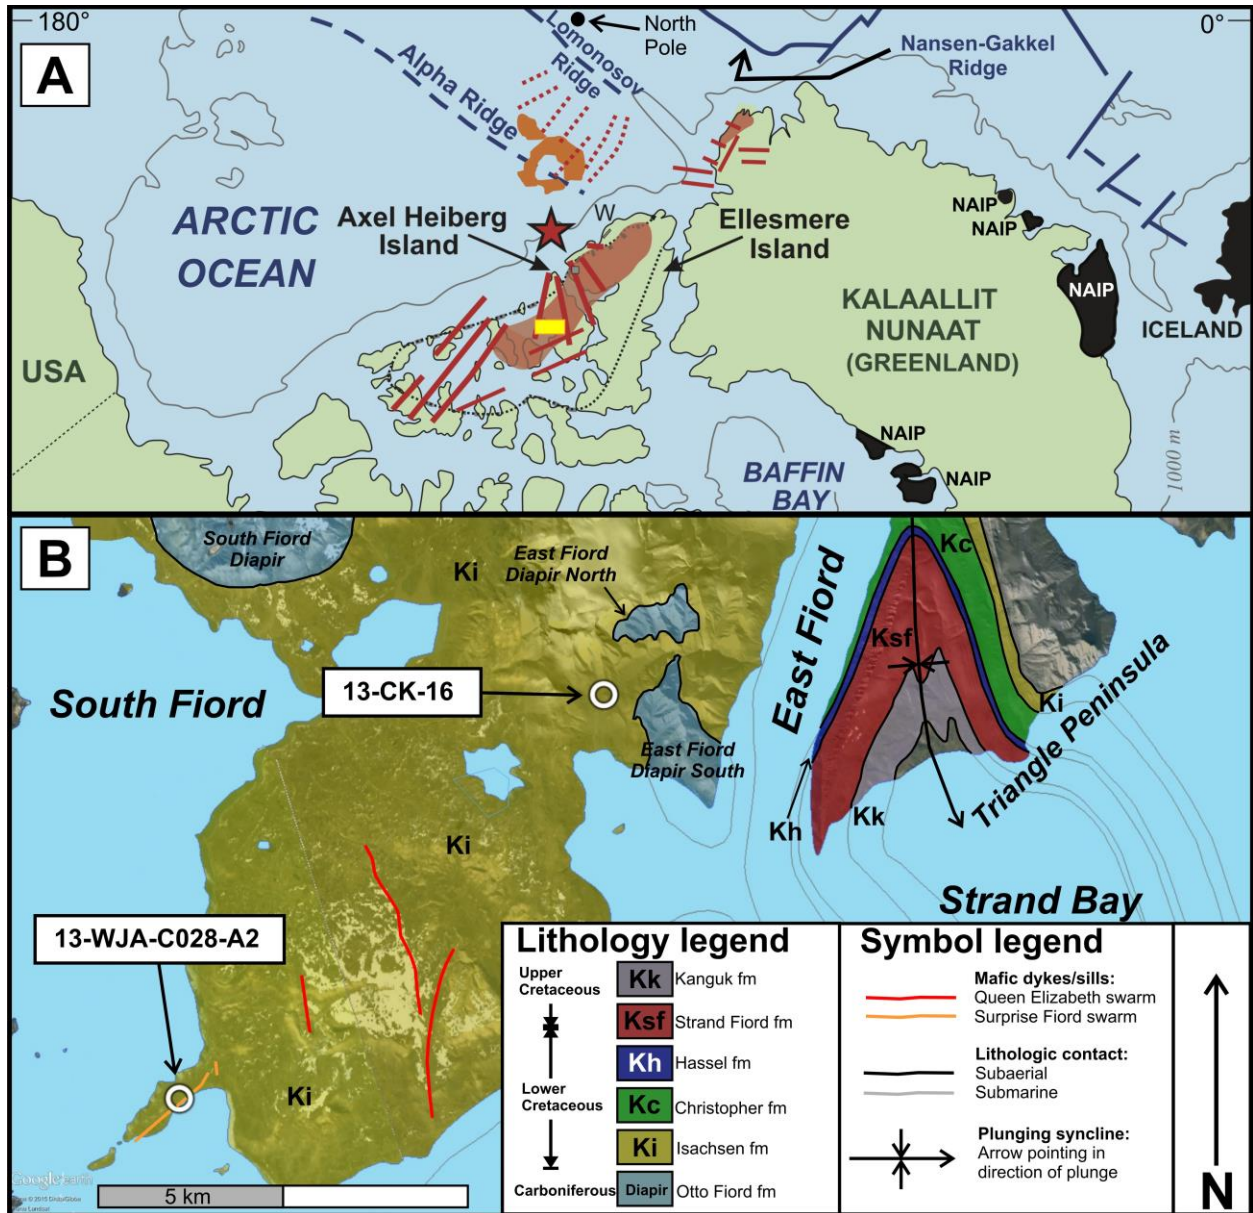 180°
0°
A
North
Pole
Lomonosov
Ridge
Alpha Ridge
Nansen-Gakkel
Ridge
ARCTIC
OCEAN
Axel Heiberg
Island
W
Ellesmere
Island
NAIP
NAIP
NAIP
ICELAND
KALAALLIT
NUNAAT
(GREENLAND)
USA
NAIP
NAIP
BAFFIN
BAY
1000 m
B
South Fiord
Diapir
Ki
East Fiord
Diapir North
East Fiord
Kc
Ksf
13-CK-16
South Fiord
East Fiord
Diapir South
Ki
Triangle Peninsula
Kh
Kk
Ki
Strand Bay
13-WJA-C028-A2
Ki
Google earth
5 km
Lithology legend
Upper
Cretaceous
Lower
Cretaceous
Carboniferous
Kk Kanguk fm
Ksf Strand Fiord fm
Kh Hassel fm
Kc Christopher fm
Ki Isachsen fm
Diapir Otto Fiord fm
Symbol legend
Mafic dykes/sills:
Queen Elizabeth swarm
Surprise Fiord swarm
Lithologic contact:
Subaerial
Submarine
Plunging syncline:
Arrow pointing in
direction of plunge
N